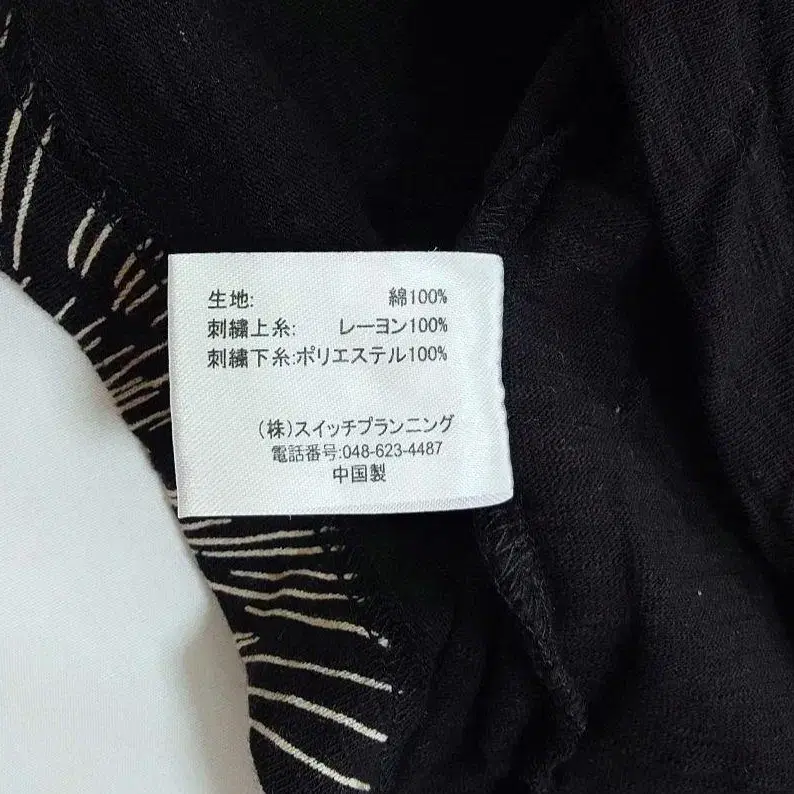 生地: 綿100%
刺繍上糸: レーヨン100%
刺繍下糸:ポリエステル100%
(株)スイッチプランニング
電話番号:048-623-4487
中国製